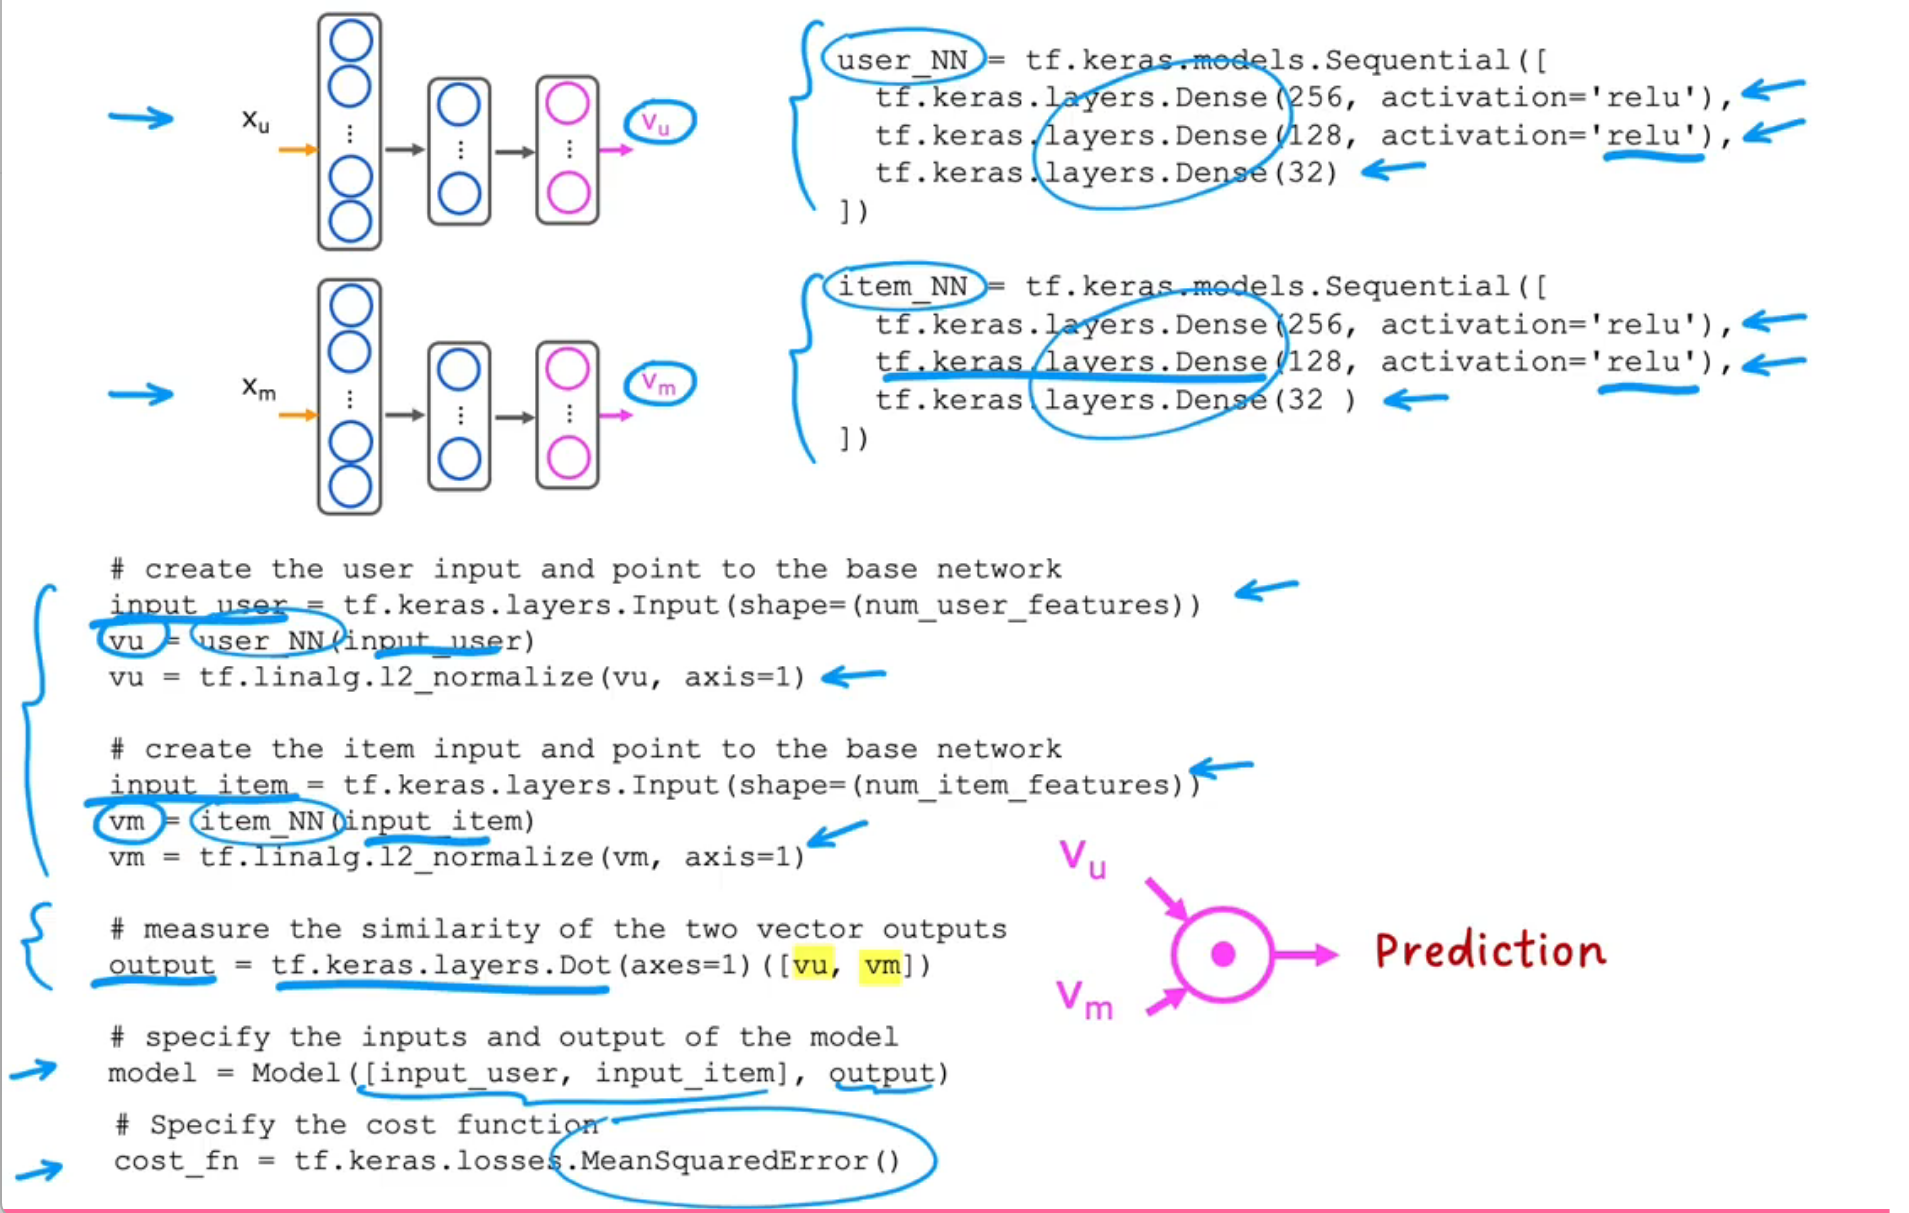 x_u
v_u
user_NN = tf.keras.models.Sequential([
tf.keras.layers.Dense(256, activation='relu'),
tf.keras.layers.Dense(128, activation='relu'),
tf.keras.layers.Dense(32)
])
x_m
v_m
item_NN = tf.keras.models.Sequential([
tf.keras.layers.Dense(256, activation='relu'),
tf.keras.layers.Dense(128, activation='relu'),
tf.keras.layers.Dense(32 )
])
# create the user input and point to the base network
input_user = tf.keras.layers.Input(shape=(num_user_features))
vu = user_NN(input_user)
vu = tf.linalg.l2_normalize(vu, axis=1)
# create the item input and point to the base network
input_item = tf.keras.layers.Input(shape=(num_item_features))
vm = item_NN(input_item)
vm = tf.linalg.l2_normalize(vm, axis=1)
# measure the similarity of the two vector outputs
output = tf.keras.layers.Dot(axes=1)([vu, vm])
# specify the inputs and output of the model
model = Model([input_user, input_item], output)
# Specify the cost function
cost_fn = tf.keras.losses.MeanSquaredError()
V_u
V_m
Prediction